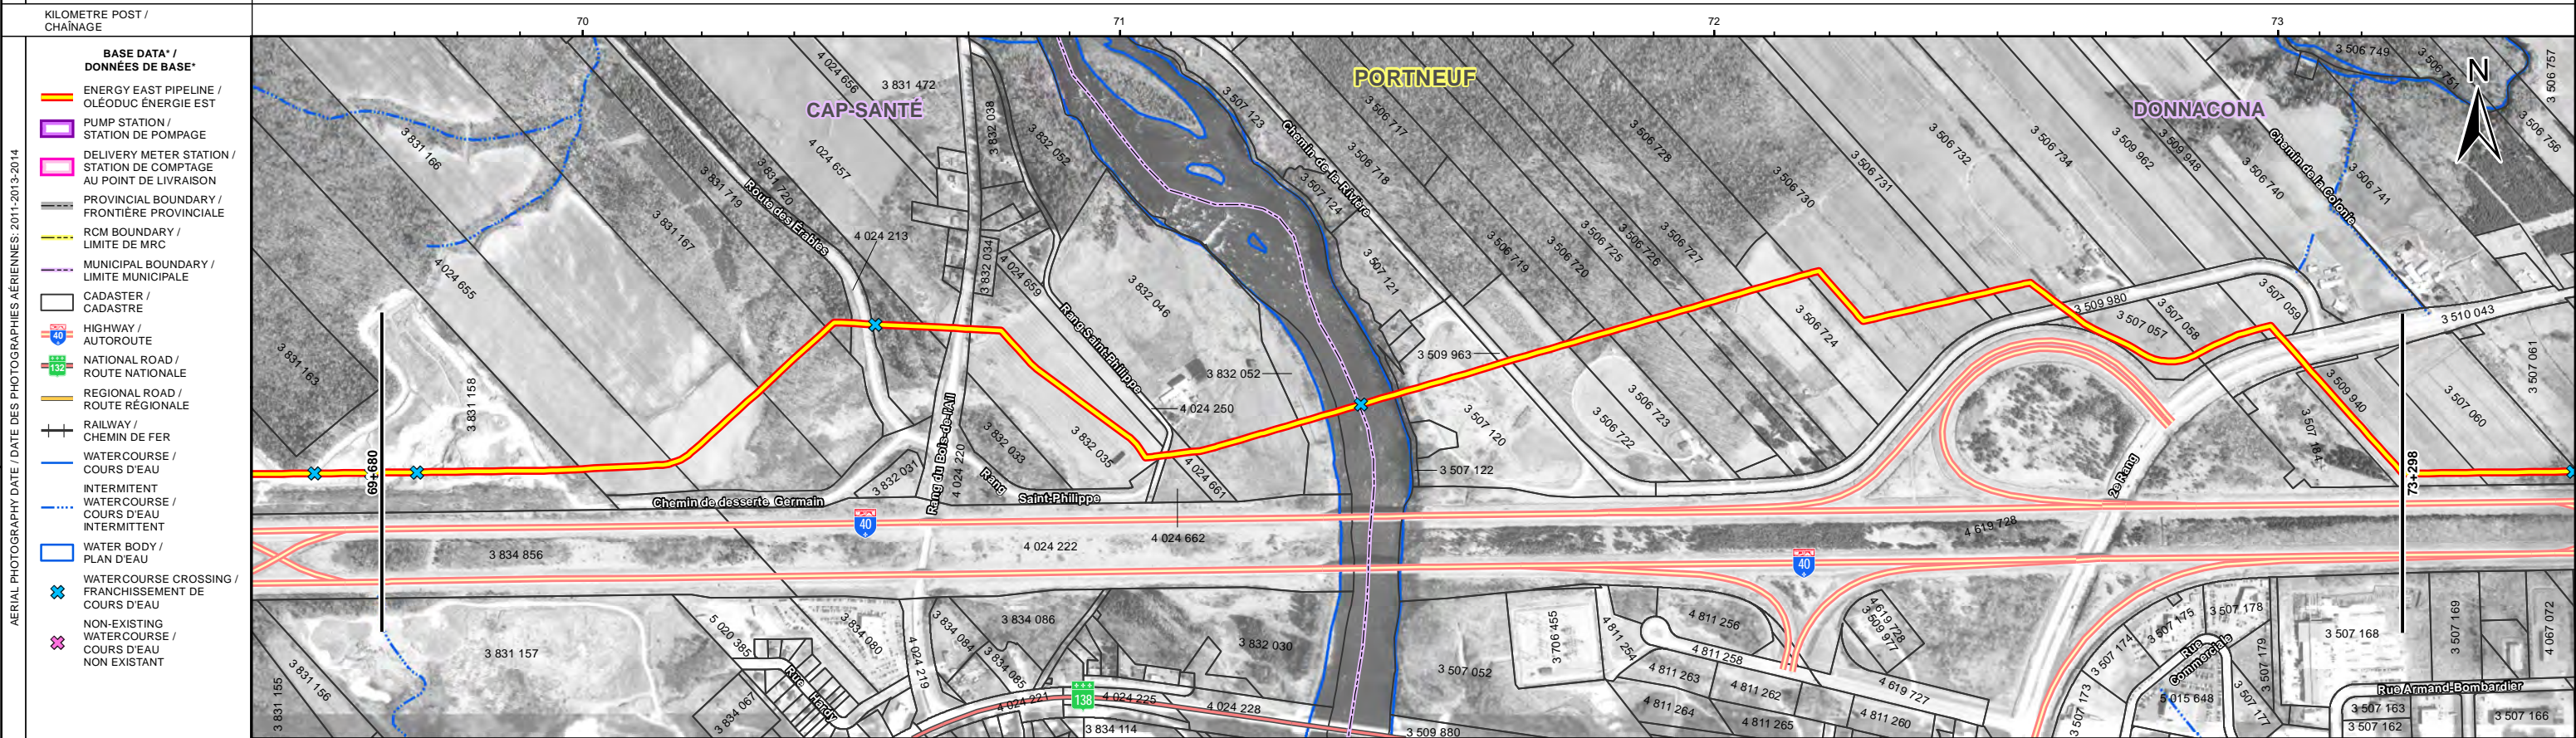 KILOMETRE POST /
CHAÎNAGE
70
71
72
73
AERIAL PHOTOGRAPHY DATE / DATE DES PHOTOGRAPHIES AÉRIENNES: 2011-2013-2014
BASE DATA* /
DONNÉES DE BASE*
ENERGY EAST PIPELINE /
OLÉODUC ÉNERGIE EST
PUMP STATION /
STATION DE POMPAGE
DELIVERY METER STATION /
STATION DE COMPTAGE
AU POINT DE LIVRAISON
PROVINCIAL BOUNDARY /
FRONTIÈRE PROVINCIALE
RCM BOUNDARY /
LIMITE DE MRC
MUNICIPAL BOUNDARY /
LIMITE MUNICIPALE
CADASTER /
CADASTRE
40
HIGHWAY /
AUTOROUTE
132
NATIONAL ROAD /
ROUTE NATIONALE
REGIONAL ROAD /
ROUTE RÉGIONALE
RAILWAY /
CHEMIN DE FER
WATERCOURSE /
COURS D'EAU
INTERMITENT
WATERCOURSE /
COURS D'EAU
INTERMITTENT
WATER BODY /
PLAN D'EAU
WATERCOURSE CROSSING /
FRANCHISSEMENT DE
COURS D'EAU
NON-EXISTING
WATERCOURSE /
COURS D'EAU
NON EXISTANT
CAP-SANTÉ
PORTNEUF
DONNACONA
N
3 831 166
4 024 655
3 831 163
3 831 158
69+680
3 831 167
3 831 719
3 831 720
Route des Érables
4 024 656
3 831 472
4 024 657
4 024 213
3 832 038
3 832 052
3 832 034
4 024 659
3 832 046
Rang Saint-Philippe
3 832 052
4 024 250
3 832 035
3 832 033
4 024 661
3 832 031
Rang du Bois-de-l'Ail
4 024 220
Rang
Saint-Philippe
Chemin de desserte Germain
40
3 834 856
4 024 222
4 024 662
3 507 123
Chemin-de-la-Rivière
3 507 124
3 506 717
3 506 718
3 507 121
3 506 719
3 506 720
3 506 725
3 506 726
3 506 727
3 506 728
3 506 730
3 506 731
3 506 732
3 506 734
3 509 962
3 509 948
3 506 740
3 506 741
Chemin de la Colonie
3 506 749
3 506 751
3 506 757
3 506 756
3 509 963
3 507 120
3 507 122
3 506 722
3 506 723
3 506 724
3 509 980
3 507 057
3 507 058
3 507 059
3 510 043
3 509 940
3 507 184
3 507 060
3 507 061
73+298
2e Rang
4 619 728
40
3 831 155
3 831 156
3 831 157
5 020 385
3 834 067
Rue Hardy
3 834 080
4 024 219
3 834 084
3 834 085
3 834 086
4 024 221
138
4 024 225
4 024 228
3 834 114
3 832 030
3 509 880
3 507 052
3 706 455
4 811 254
4 811 256
4 811 258
4 811 263
4 811 262
4 811 264
4 811 265
4 811 260
4 619 727
4 619 728
3 509 977
3 507 173
3 507 174
3 507 175
3 507 178
Rue
Commerciale
5 015 648
3 507 177
3 507 179
3 507 168
3 507 169
4 067 072
Rue Armand-Bombardier
3 507 163
3 507 162
3 507 166